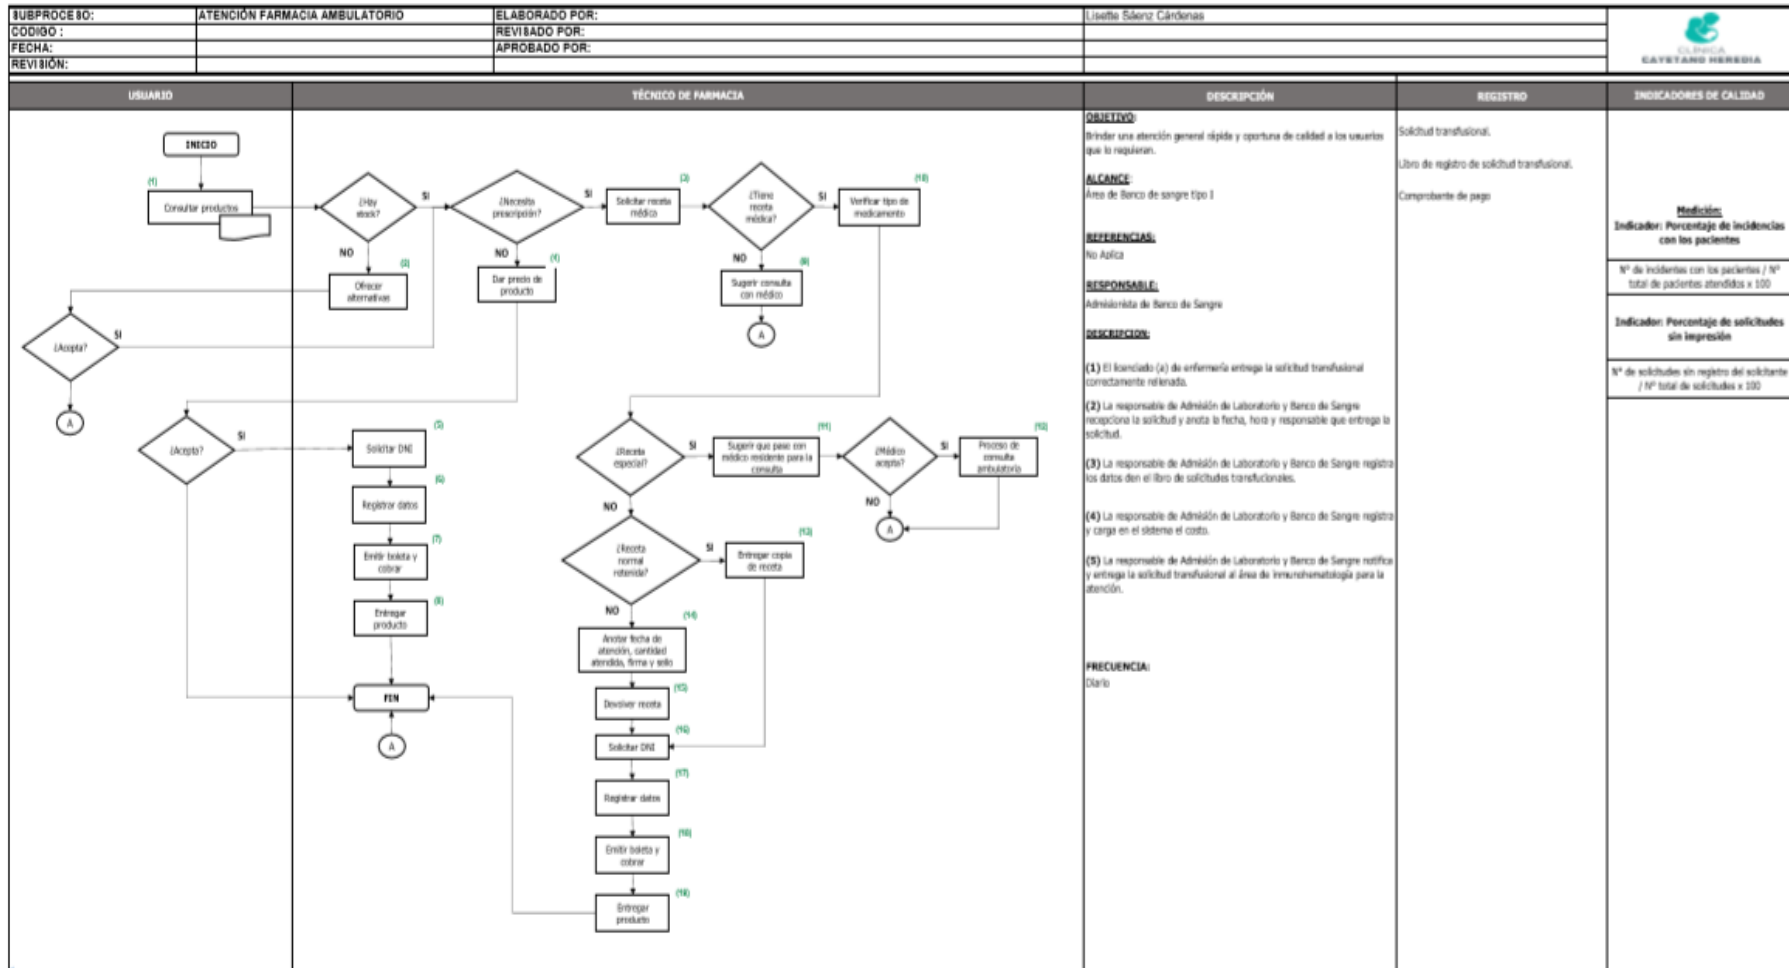 SUBPROCESO: ATENCIÓN FARMACIA AMBULATORIO ELABORADO POR: Lisette Sáenz Cárdenas
CODIGO : REVISADO POR:
FECHA: APROBADO POR:
REVISIÓN:
CLINICA
CAYETANO HEREDIA
USUARIO TÉCNICO DE FARMACIA DESCRIPCIÓN REGISTRO INDICADORES DE CALIDAD
INICIO
(1)
Consultar productos
¿Hay
stock?
SI
NO
(2)
Ofrecer
alternativas
¿Acepta?
SI
A
¿Necesita
prescripción?
SI
NO
(4)
Dar precio de
producto
(3)
Solicitar receta
médica
¿Tiene
receta
médica?
SI
NO
(9)
Sugerir consulta
con médico
A
(10)
Verificar tipo de
medicamento
¿Acepta?
SI
(5)
Solicitar DNI
(6)
Registrar datos
(7)
Emitir boleta y
cobrar
(8)
Entregar
producto
FIN
A
¿Receta
especial?
SI
NO
(11)
Sugerir que pase con
médico residente para la
consulta
¿Médico
acepta?
SI
NO
A
Proceso de
consulta
ambulatoria
¿Receta
normal
retenida?
SI
NO
(13)
Entregar copia
de receta
(14)
Anotar fecha de
atención, cantidad
atendida, firma y sello
(15)
Devolver receta
(16)
Solicitar DNI
(17)
Registrar datos
(18)
Emitir boleta y
cobrar
(19)
Entregar
producto
OBJETIVO:
Brindar una atención general rápida y oportuna de calidad a los usuarios
que lo requieran.
ALCANCE:
Área de Banco de sangre tipo I
REFERENCIAS:
No Aplica
RESPONSABLE:
Admisionista de Banco de Sangre
DESCRIPCION:
(1) El licenciado (a) de enfermería entrega la solicitud transfusional
correctamente rellenada.
(2) La responsable de Admisión de Laboratorio y Banco de Sangre
recepciona la solicitud y anota la fecha, hora y responsable que entrega la
solicitud.
(3) La responsable de Admisión de Laboratorio y Banco de Sangre registra
los datos den el libro de solicitudes transfucionales.
(4) La responsable de Admisión de Laboratorio y Banco de Sangre registra
y carga en el sistema el costo.
(5) La responsable de Admisión de Laboratorio y Banco de Sangre notifica
y entrega la solicitud transfusional al área de inmunohematología para la
atención.
FRECUENCIA:
Diario
Solicitud transfusional.
Libro de registro de solicitud transfusional.
Comprobante de pago
Medición:
Indicador: Porcentaje de incidencias
con los pacientes
N° de incidentes con los pacientes / N°
total de pacientes atendidos x 100
Indicador: Porcentaje de solicitudes
sin impresión
N° de solicitudes sin registro del solicitante
/ N° total de solicitudes x 100